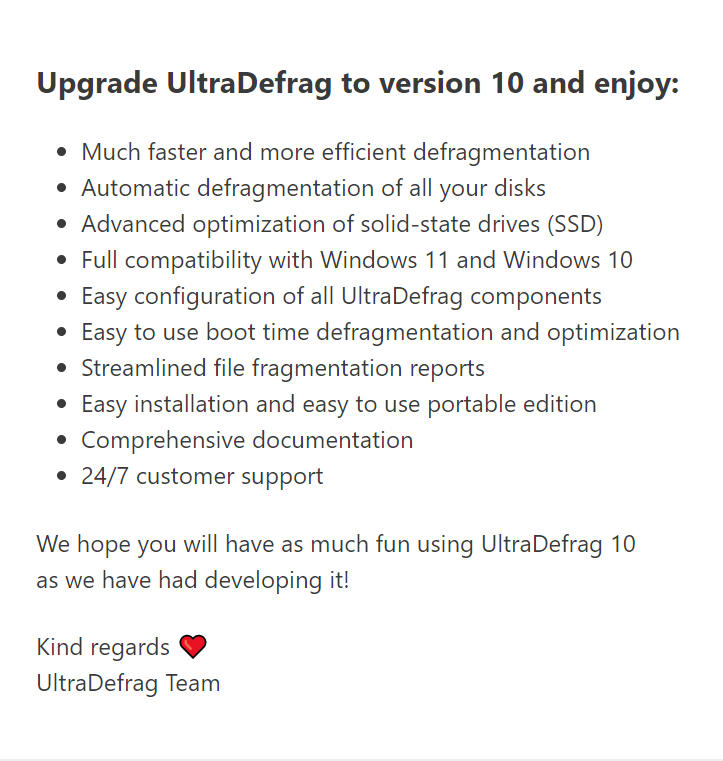 Upgrade UltraDefrag to version 10 and enjoy:
• Much faster and more efficient defragmentation
• Automatic defragmentation of all your disks
• Advanced optimization of solid-state drives (SSD)
• Full compatibility with Windows 11 and Windows 10
• Easy configuration of all UltraDefrag components
• Easy to use boot time defragmentation and optimization
• Streamlined file fragmentation reports
• Easy installation and easy to use portable edition
• Comprehensive documentation
• 24/7 customer support
We hope you will have as much fun using UltraDefrag 10
as we have had developing it!
Kind regards ❤️
UltraDefrag Team